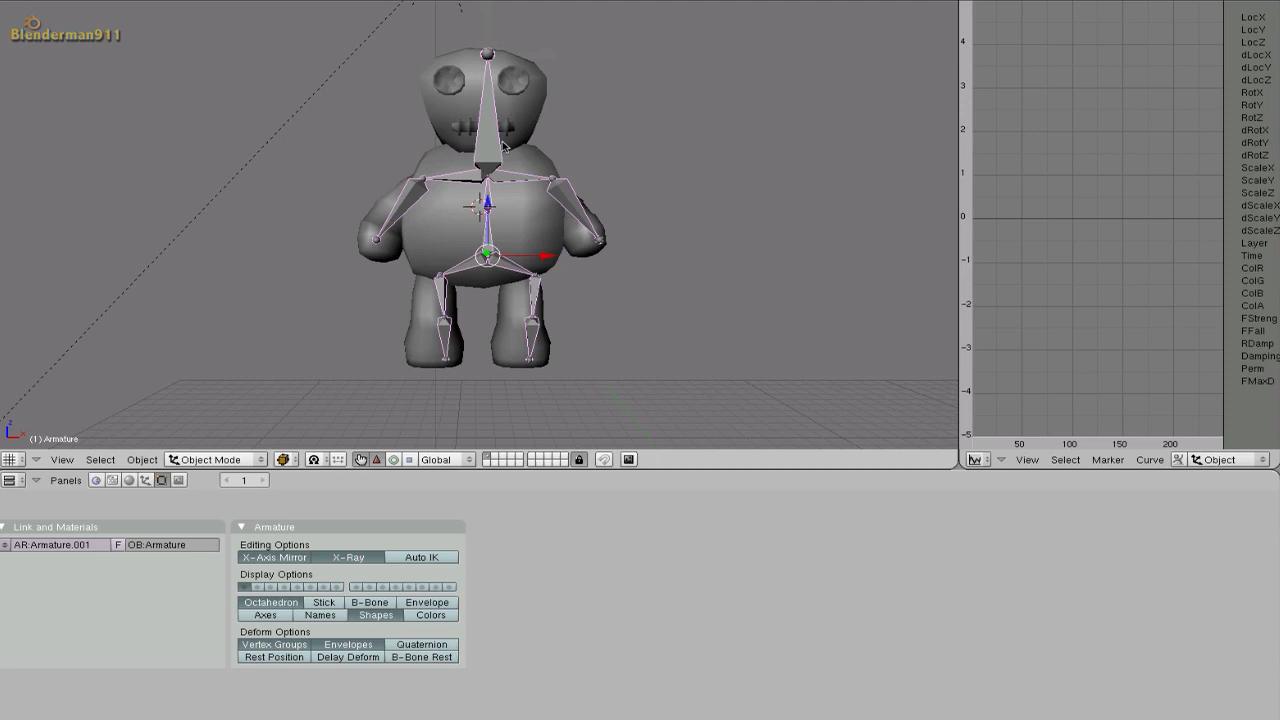 Blenderman911
(1) Armature
View Select Object Object Mode Global
4
3
2
1
0
-1
-2
-3
-4
-5
50 100 150 200
LocX
LocY
LocZ
dLocX
dLocY
dLocZ
RotX
RotY
RotZ
dRotX
dRotY
dRotZ
ScaleX
ScaleY
ScaleZ
dScaleX
dScaleY
dScaleZ
Layer
Time
ColR
ColG
ColB
ColA
FStreng
FFall
RDamp
Damping
Perm
FMaxD
View Select Marker Curve Object
Panels 1
Link and Materials
AR:Armature.001 F OB:Armature
Armature
Editing Options
X-Axis Mirror X-Ray Auto IK
Display Options
Octahedron Stick B-Bone Envelope
Axes Names Shapes Colors
Deform Options
Vertex Groups Envelopes Quaternion
Rest Position Delay Deform B-Bone Rest
z
x